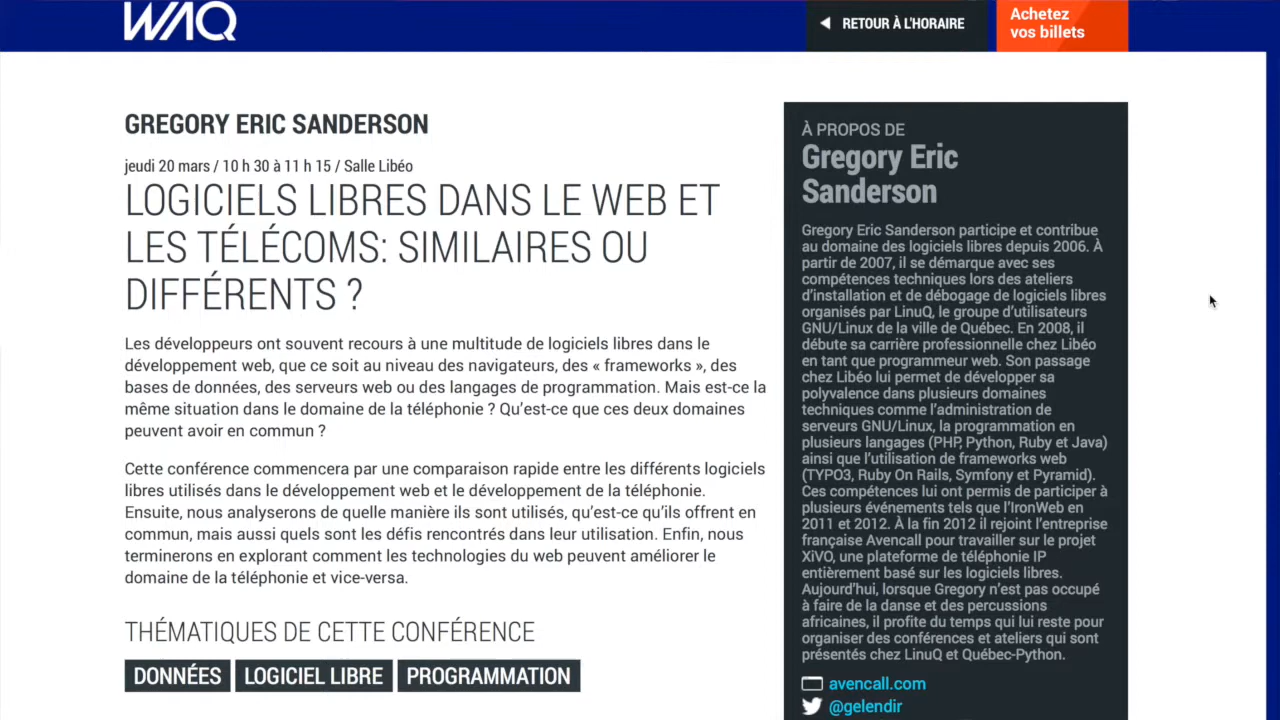 WAQ
RETOUR À L'HORAIRE
Achetez
vos billets
GREGORY ERIC SANDERSON
jeudi 20 mars / 10 h 30 à 11 h 15 / Salle Libéo
LOGICIELS LIBRES DANS LE WEB ET
LES TÉLÉCOMS: SIMILAIRES OU
DIFFÉRENTS ?
Les développeurs ont souvent recours à une multitude de logiciels libres dans le
développement web, que ce soit au niveau des navigateurs, des « frameworks », des
bases de données, des serveurs web ou des langages de programmation. Mais est-ce la
même situation dans le domaine de la téléphonie ? Qu'est-ce que ces deux domaines
peuvent avoir en commun ?
Cette conférence commencera par une comparaison rapide entre les différents logiciels
libres utilisés dans le développement web et le développement de la téléphonie.
Ensuite, nous analyserons de quelle manière ils sont utilisés, qu'est-ce qu'ils offrent en
commun, mais aussi quels sont les défis rencontrés dans leur utilisation. Enfin, nous
terminerons en explorant comment les technologies du web peuvent améliorer le
domaine de la téléphonie et vice-versa.
THÉMATIQUES DE CETTE CONFÉRENCE
DONNÉES LOGICIEL LIBRE PROGRAMMATION
À PROPOS DE
Gregory Eric
Sanderson
Gregory Eric Sanderson participe et contribue
au domaine des logiciels libres depuis 2006. À
partir de 2007, il se démarque avec ses
compétences techniques lors des ateliers
d'installation et de débogage de logiciels libres
organisés par LinuQ, le groupe d'utilisateurs
GNU/Linux de la ville de Québec. En 2008, il
débute sa carrière professionnelle chez Libéo
en tant que programmeur web. Son passage
chez Libéo lui permet de développer sa
polyvalence dans plusieurs domaines
techniques comme l'administration de
serveurs GNU/Linux, la programmation en
plusieurs langages (PHP, Python, Ruby et Java)
ainsi que l'utilisation de frameworks web
(TYPO3, Ruby On Rails, Symfony et Pyramid).
Ces compétences lui ont permis de participer à
plusieurs événements tels que l'IronWeb en
2011 et 2012. À la fin 2012 il rejoint l'entreprise
française Avencall pour travailler sur le projet
XiVO, une plateforme de téléphonie IP
entièrement basé sur les logiciels libres.
Aujourd'hui, lorsque Gregory n'est pas occupé
à faire de la danse et des percussions
africaines, il profite du temps qui lui reste pour
organiser des conférences et ateliers qui sont
présentés chez LinuQ et Québec-Python.
avencall.com
@gelendir